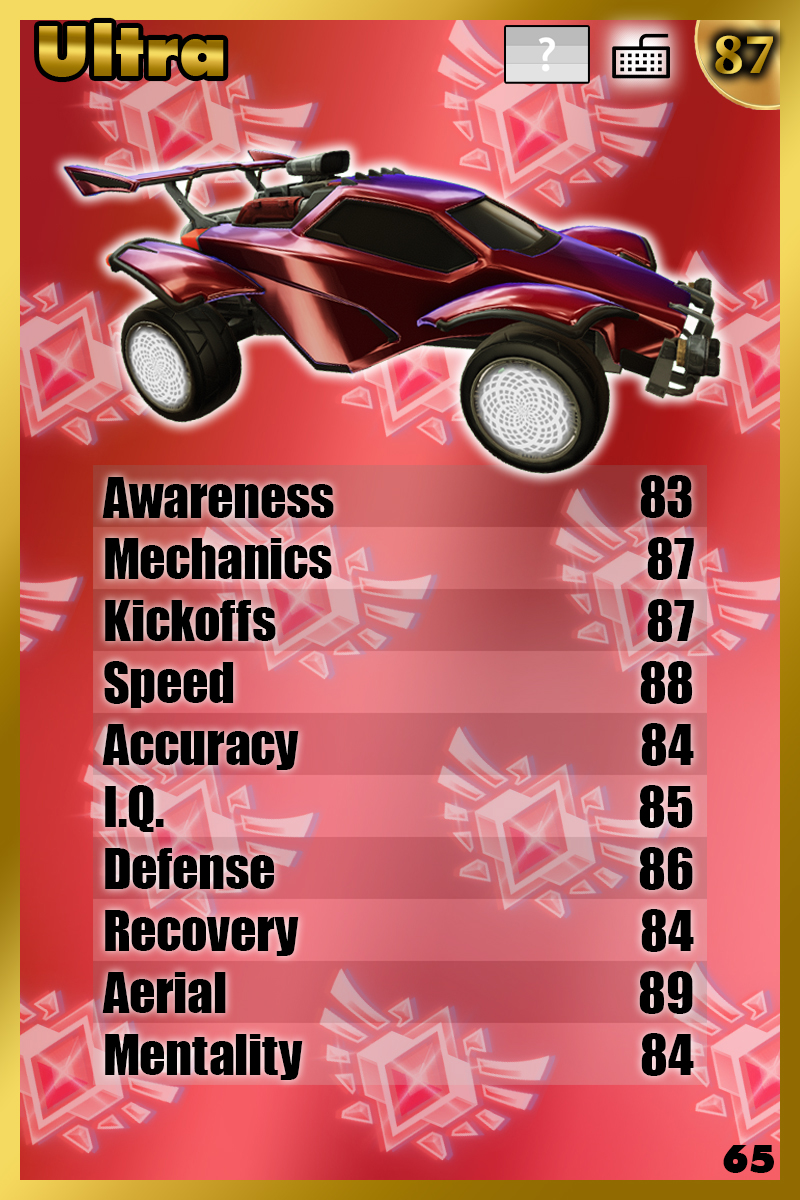 Ultra ? 87
Awareness 83
Mechanics 87
Kickoffs 87
Speed 88
Accuracy 84
I.Q. 85
Defense 86
Recovery 84
Aerial 89
Mentality 84
65